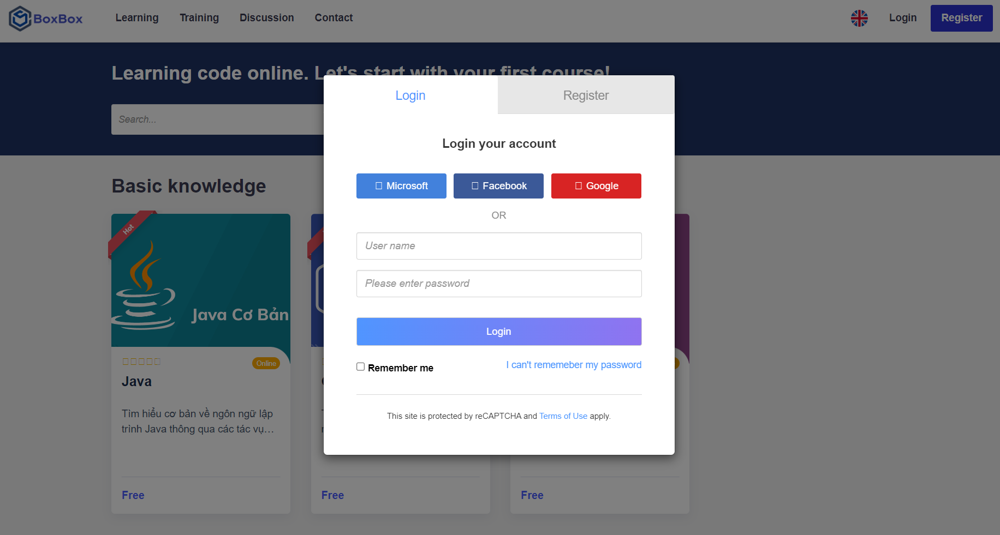 BoxBox
Learning Training Discussion Contact
Login Register
Learning code online. Let's start with your first course!
Search...
Login Register
Login your account
Microsoft Facebook Google
OR
User name
Please enter password
Login
Remember me
I can't rememeber my password
This site is protected by reCAPTCHA and Terms of Use apply.
Basic knowledge
Hot
Java Cơ Bản
Online
Java
Tìm hiểu cơ bản về ngôn ngữ lập
trình Java thông qua các tác vụ...
Free
Free
Free